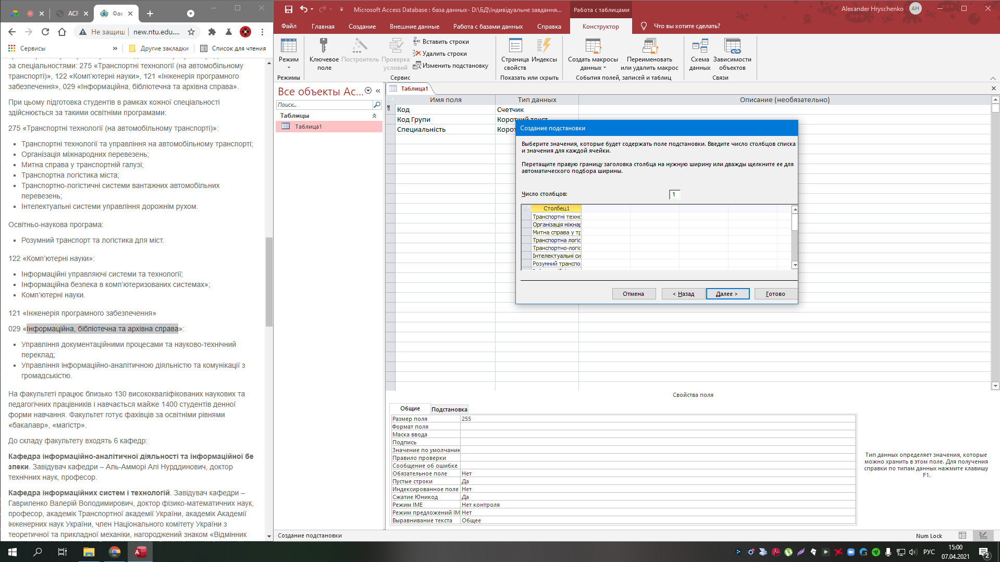 ACF
Фак
Microsoft Access Database : база данных- D:\БД\Індивідуальне завдання...
Работа с таблицами
Alexander Hryschenko
AH
Файл
Главная
Создание
Внешние данные
Работа с базами данных
Справка
Конструктор
Что вы хотите сделать?
Не защищ
new.ntu.edu....
Сервисы
»
Другие закладки
Список для чтения
Режим
Ключевое поле
Построитель
Проверка условий
Вставить строки
Удалить строки
Изменить подстановку
Страница свойств
Индексы
Создать макросы данных
Переименовать или удалить макрос
Схема данных
Зависимости объектов
Режимы
Сервис
Показать или скрыть
События полей, записей и таблиц
Связи
за спеціальностями: 275 «Транспортні технології (на автомобільному
транспорті)», 122 «Комп'ютерні науки», 121 «Інженерія програмного
забезпечення», 029 «Інформаційна, бібліотечна та архівна справа».
При цьому підготовка студентів в рамках кожної спеціальності
здійснюється за такими освітніми програмами:
275 «Транспортні технології (на автомобільному транспорті)»:
Транспортні технології та управління на автомобільному транспорті;
Організація міжнародних перевезень;
Митна справа у транспортній галузі;
Транспортна логістика міста;
Транспортно-логістичні системи вантажних автомобільних
перевезень;
Інтелектуальні системи управління дорожнім рухом.
Освітньо-наукова програма:
Розумний транспорт та логістика для міст.
122 «Комп'ютерні науки»:
Інформаційні управляючі системи та технології;
Інформаційна безпека в комп'ютеризованих системах»;
Комп'ютерні науки.
121 «Інженерія програмного забезпечення»
029 «Інформаційна, бібліотечна та архівна справа»:
Управління документаційними процесами та науково-технічний
переклад;
Управління інформаційно-аналітичною діяльністю та комунікації з
громадськістю.
На факультеті працює близько 130 висококваліфікованих наукових та
педагогічних працівників і навчається майже 1400 студентів денної
форми навчання. Факультет готує фахівців за освітніми рівнями
«бакалавр», «магістр».
До складу факультету входять 6 кафедр:
Кафедра інформаційно-аналітичної діяльності та інформаційної бе
зпеки. Завідувач кафедри – Аль-Амморі Алі Нурддинович, доктор
технічних наук, професор.
Кафедра інформаційних систем і технологій. Завідувач кафедри –
Гавриленко Валерій Володимирович, доктор фізико-математичних наук,
професор, академік Транспортної академії України, академік Академії
інженерних наук України, член Національного комітету України з
теоретичної та прикладної механіки, нагороджений знаком «Відмінник
Все объекты Ac...
«
Поиск...
Таблицы
Таблица1
Таблица1
Имя поля
Тип данных
Описание (необязательно)
Код
Счетчик
Код Групи
Короткий текст
Специальність
Корот
Создание подстановки
Выберите значения, которые будет содержать поле подстановки. Введите число столбцов списка
и значения для каждой ячейки.
Перетащите правую границу заголовка столбца на нужную ширину или дважды щелкните ее для
автоматического подбора ширины.
Число столбцов:
1
Столбец1
Транспортні техно
Організація міжнар
Митна справа у тр
Транспортна логіс
Транспортно-логіс
Інтелектуальні си
Розумний транспо
Отмена
< Назад
Далее >
Готово
Свойства поля
Общие
Подстановка
Размер поля
255
Формат поля
Маска ввода
Подпись
Значение по умолчани
Правило проверки
Сообщение об ошибке
Обязательное поле
Нет
Пустые строки
Да
Индексированное поле
Нет
Сжатие Юникод
Да
Режим IME
Нет контроля
Режим предложений IM
Нет
Выравнивание текста
Общее
Тип данных определяет значения, которые
можно хранить в этом поле. Для получения
справки по типам данных нажмите клавишу
F1.
Создание подстановки
Num Lock
РУС
15:00
07.04.2021
2